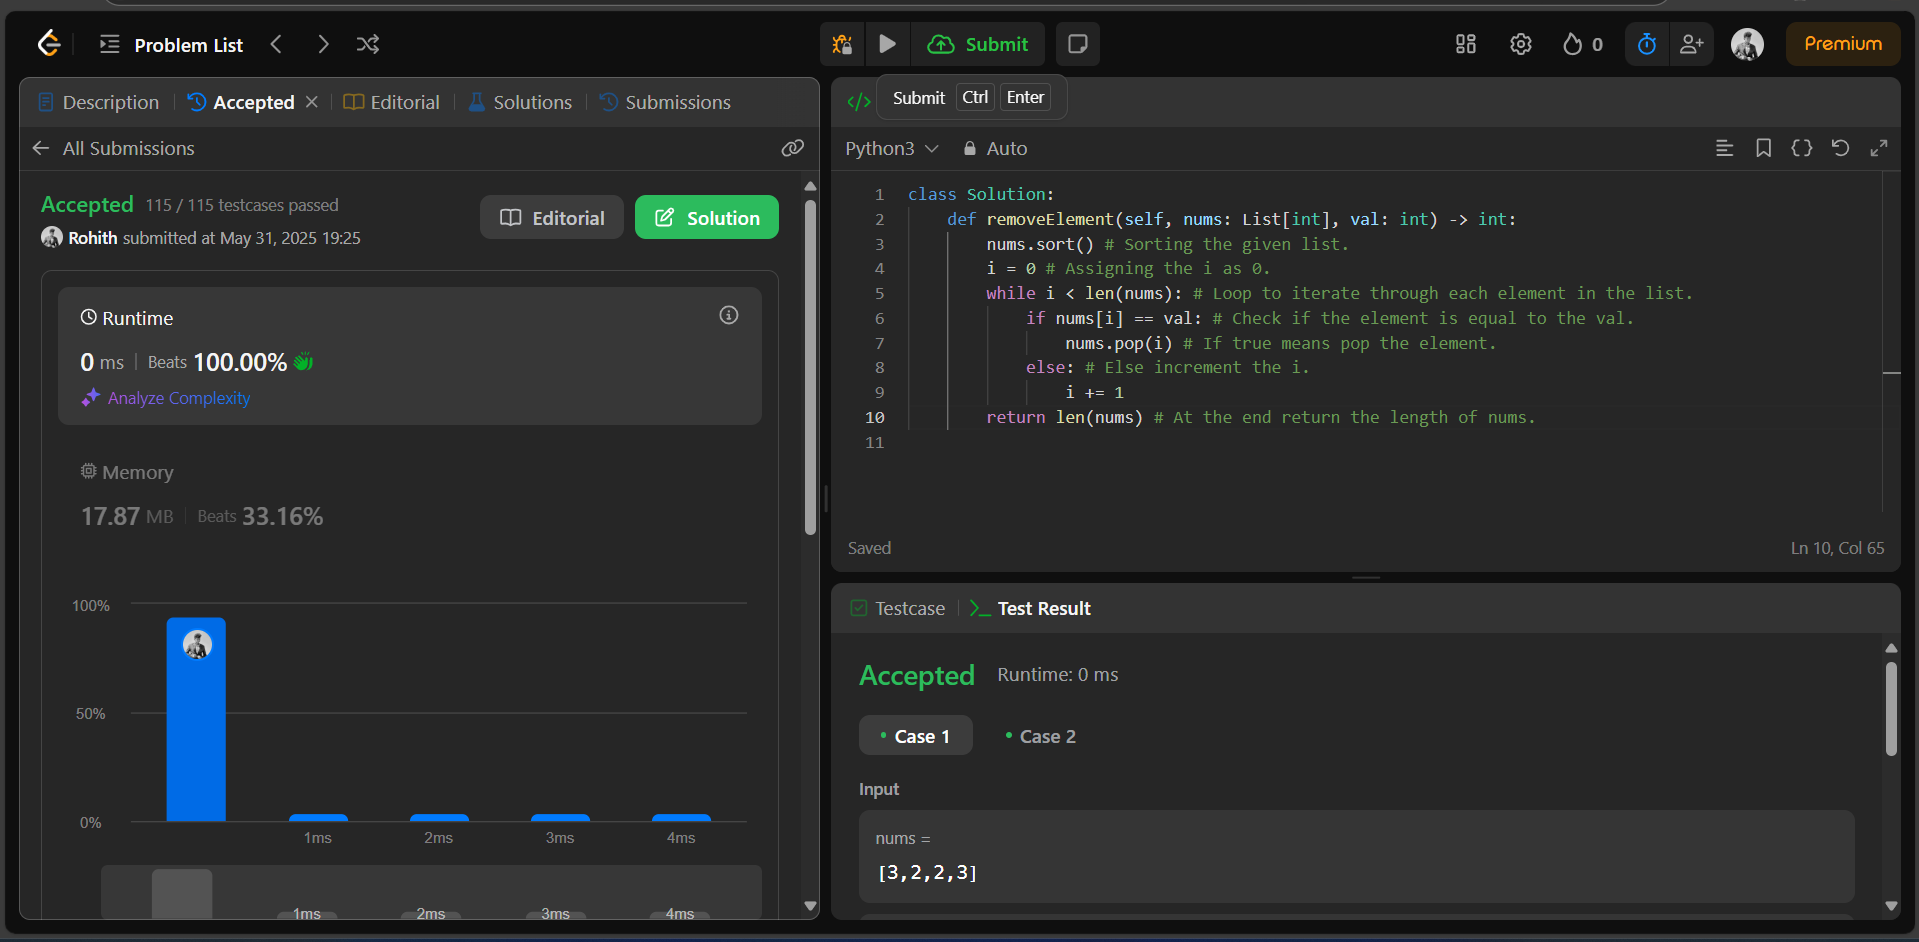 Problem List
Submit
0
Premium
Description
Accepted
Editorial
Solutions
Submissions
All Submissions
Accepted 115 / 115 testcases passed
Rohith submitted at May 31, 2025 19:25
Editorial
Solution
Runtime
0 ms Beats 100.00%
Analyze Complexity
Memory
17.87 MB Beats 33.16%
100%
50%
0%
1ms 2ms 3ms 4ms
1ms 2ms 3ms 4ms
</> Submit Ctrl Enter
Python3 Auto
1 class Solution:
2 def removeElement(self, nums: List[int], val: int) -> int:
3 nums.sort() # Sorting the given list.
4 i = 0 # Assigning the i as 0.
5 while i < len(nums): # Loop to iterate through each element in the list.
6 if nums[i] == val: # Check if the element is equal to the val.
7 nums.pop(i) # If true means pop the element.
8 else: # Else increment the i.
9 i += 1
10 return len(nums) # At the end return the length of nums.
11
Saved
Ln 10, Col 65
Testcase
Test Result
Accepted Runtime: 0 ms
Case 1 Case 2
Input
nums =
[3,2,2,3]